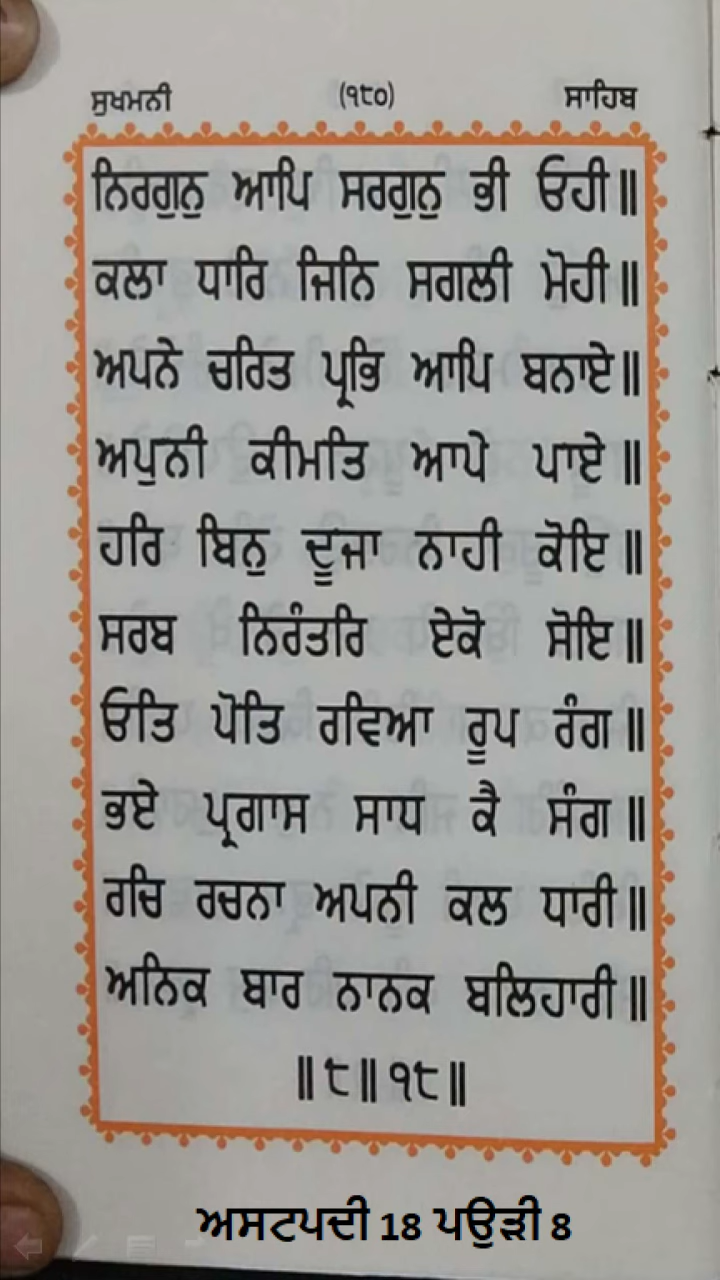 ਸੁਖਮਨੀ (੧੮੦) ਸਾਹਿਬ
ਨਿਰਗੁਨੁ ਆਪਿ ਸਰਗੁਨੁ ਭੀ ਓਹੀ॥
ਕਲਾ ਧਾਰਿ ਜਿਨਿ ਸਗਲੀ ਮੋਹੀ॥
ਅਪਨੇ ਚਰਿਤ ਪ੍ਰਭਿ ਆਪਿ ਬਨਾਏ॥
ਅਪੁਨੀ ਕੀਮਤਿ ਆਪੇ ਪਾਏ॥
ਹਰਿ ਬਿਨੁ ਦੂਜਾ ਨਾਹੀ ਕੋਇ॥
ਸਰਬ ਨਿਰੰਤਰਿ ਏਕੋ ਸੋਇ॥
ਓਤਿ ਪੋਤਿ ਰਵਿਆ ਰੂਪ ਰੰਗ॥
ਭਏ ਪ੍ਰਗਾਸ ਸਾਧ ਕੈ ਸੰਗ॥
ਰਚਿ ਰਚਨਾ ਅਪਨੀ ਕਲ ਧਾਰੀ॥
ਅਨਿਕ ਬਾਰ ਨਾਨਕ ਬਲਿਹਾਰੀ॥
॥੮॥੧੮॥
ਅਸਟਪਦੀ 18 ਪਉੜੀ 8